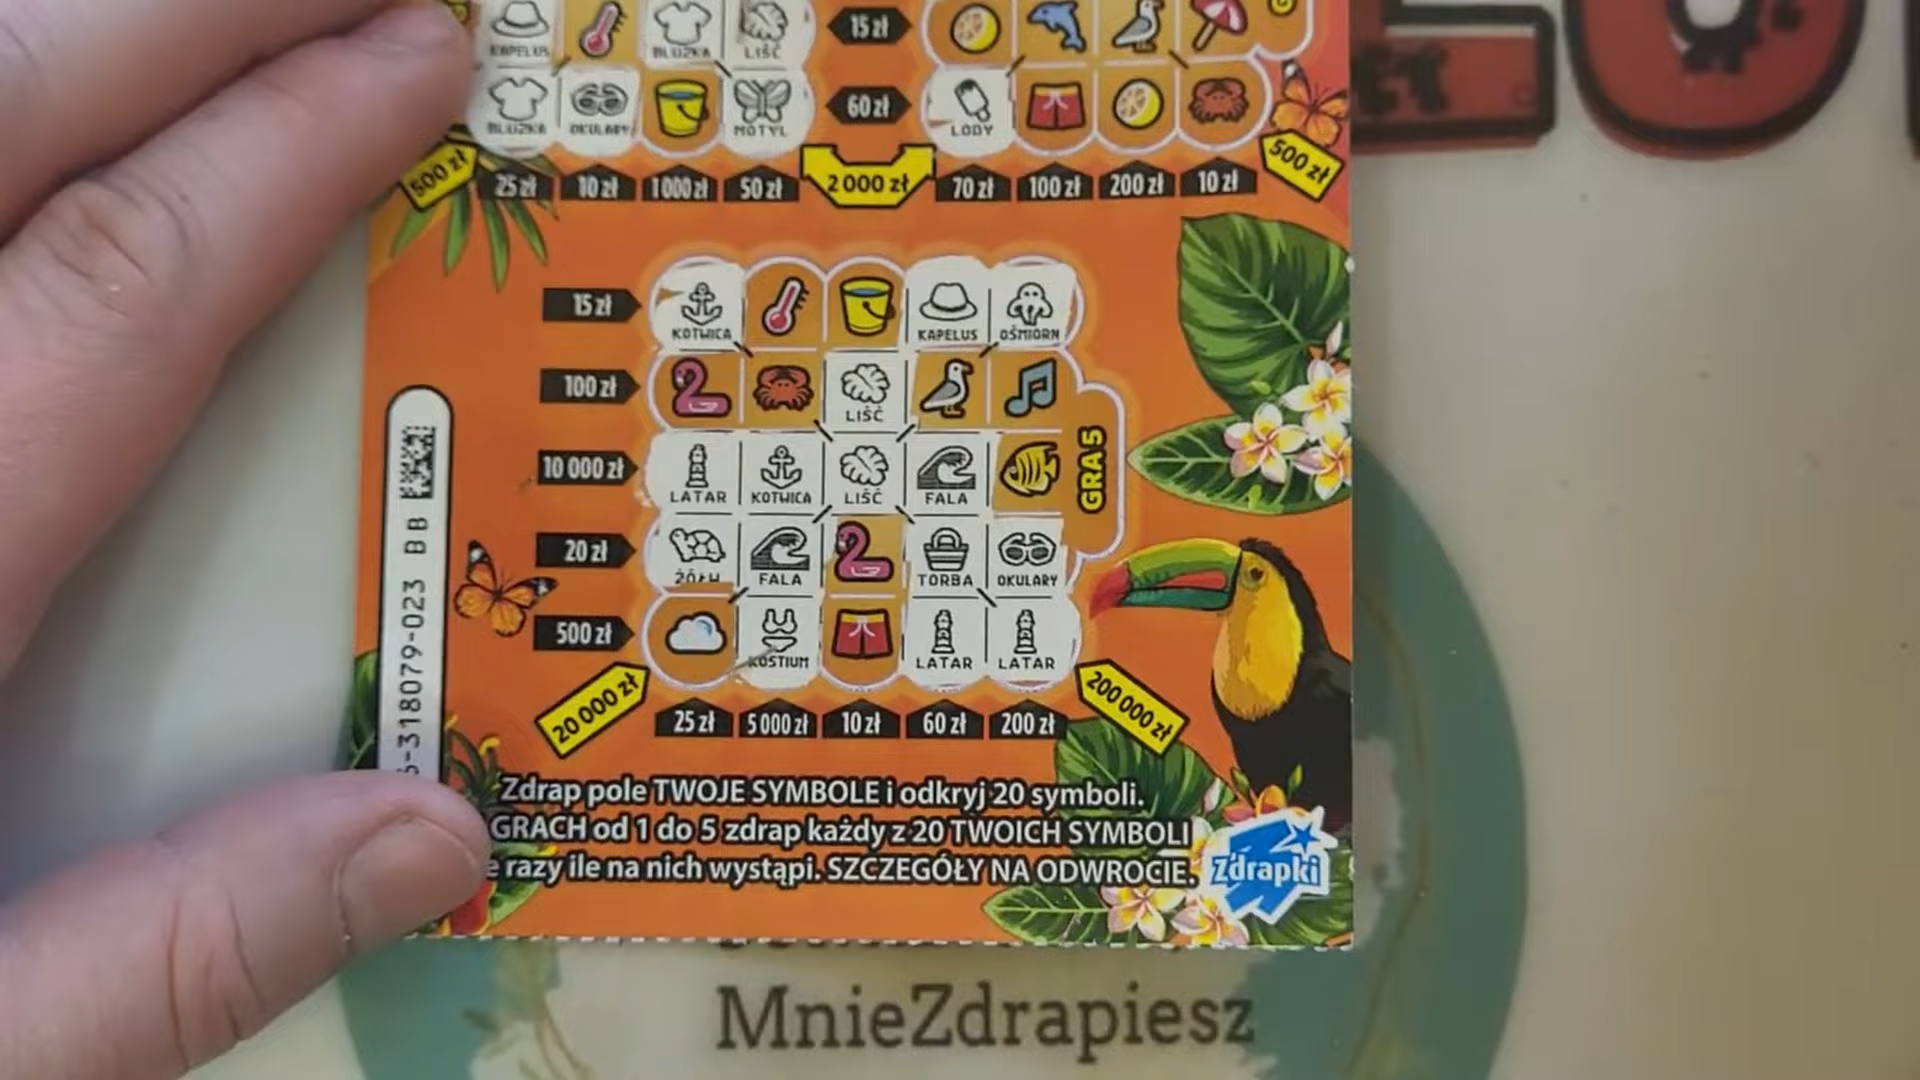 KAPELUS BLUZKA LIŚĆ 15 zł
BLUZKA OKULARY MOTYL 60 zł LODY
500 zł 25 zł 10 zł 1 000 zł 50 zł 2 000 zł 70 zł 100 zł 200 zł 10 zł 500 zł
15 zł KOTWICA KAPELUS OŚMIORN
100 zł LIŚĆ
10 000 zł LATAR KOTWICA LIŚĆ FALA
GRA 5
20 zł ŻÓŁW FALA TORBA OKULARY
500 zł KOSTIUM LATAR LATAR
20 000 zł 25 zł 5 000 zł 10 zł 60 zł 200 zł 200 000 zł
-318079-023 BB
Zdrap pole TWOJE SYMBOLE i odkryj 20 symboli.
GRACH od 1 do 5 zdrap każdy z 20 TWOICH SYMBOLI
e razy ile na nich wystąpi. SZCZEGÓŁY NA ODWROCIE.
Zdrapki
MnieZdrapiesz